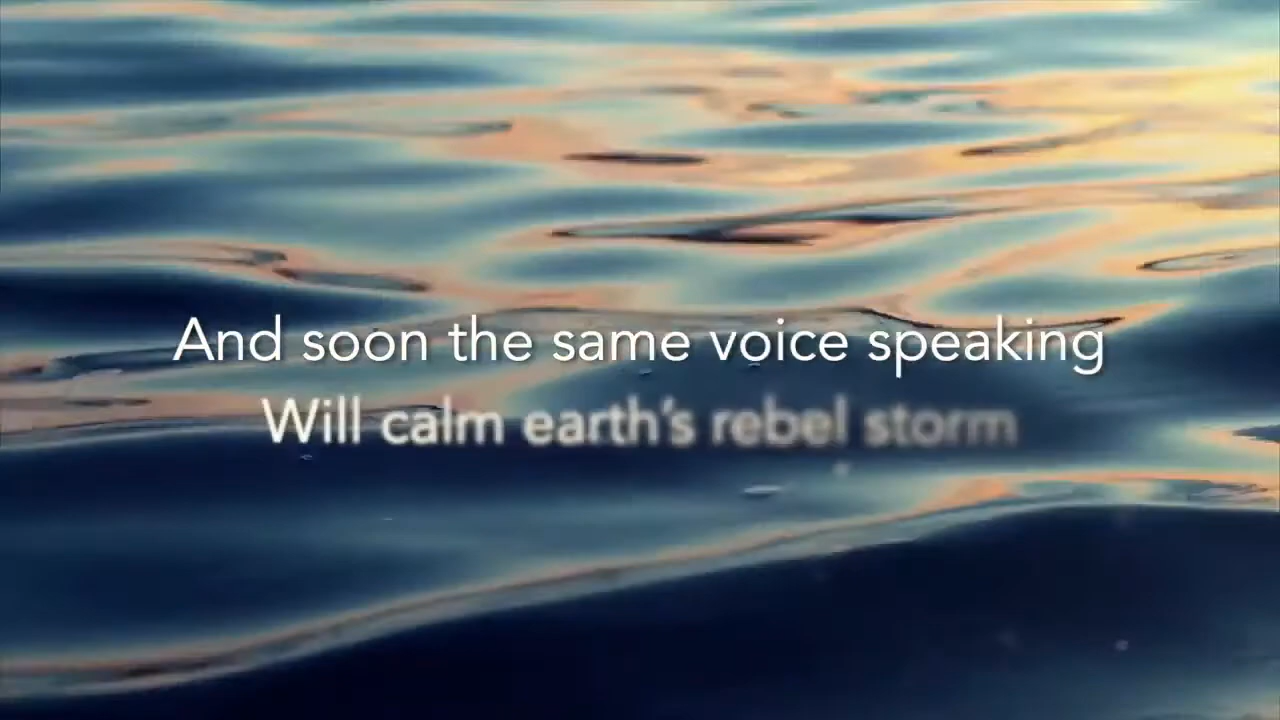 And soon the same voice speaking
Will calm earth’s rebel storm